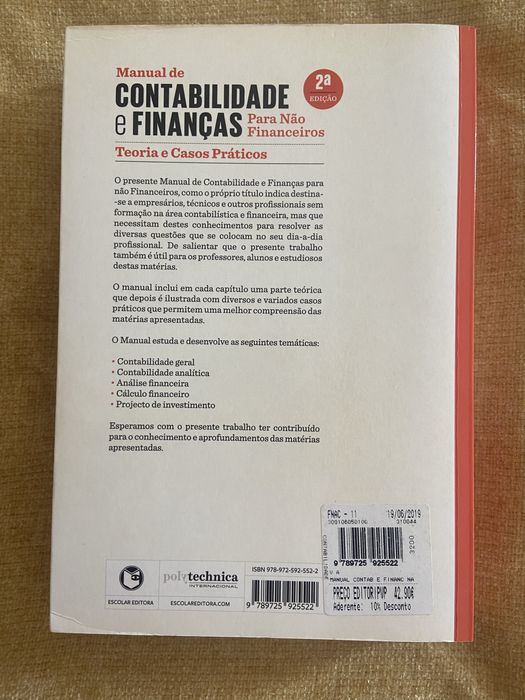 Manual de
CONTABILIDADE
e FINANÇAS Para Não
Financeiros
2ª
EDIÇÃO
Teoria e Casos Práticos
O presente Manual de Contabilidade e Finanças para
não Financeiros, como o próprio título indica destina-
-se a empresários, técnicos e outros profissionais sem
formação na área contabilística e financeira, mas que
necessitam destes conhecimentos para resolver as
diversas questões que se colocam no seu dia-a-dia
profissional. De salientar que o presente trabalho
também é útil para os professores, alunos e estudiosos
destas matérias.
O manual inclui em cada capítulo uma parte teórica
que depois é ilustrada com diversos e variados casos
práticos que permitem uma melhor compreensão das
matérias apresentadas.
O Manual estuda e desenvolve as seguintes temáticas:
• Contabilidade geral
• Contabilidade analítica
• Análise financeira
• Cálculo financeiro
• Projecto de investimento
Esperamos com o presente trabalho ter contribuído
para o conhecimento e aprofundamentos das matérias
apresentadas.
FNAC - 11 19/06/2019
3200
9 789725 925522
MANUAL CONTAB E FINANC NA
PREÇO EDITOR|PVP 42.90€
Aderente: 10% Desconto
ISBN 978-972-592-552-2
9 789725 925522
polytechnica
INTERNACIONAL
ESCOLAR EDITORA
ESCOLAREDITORA.COM